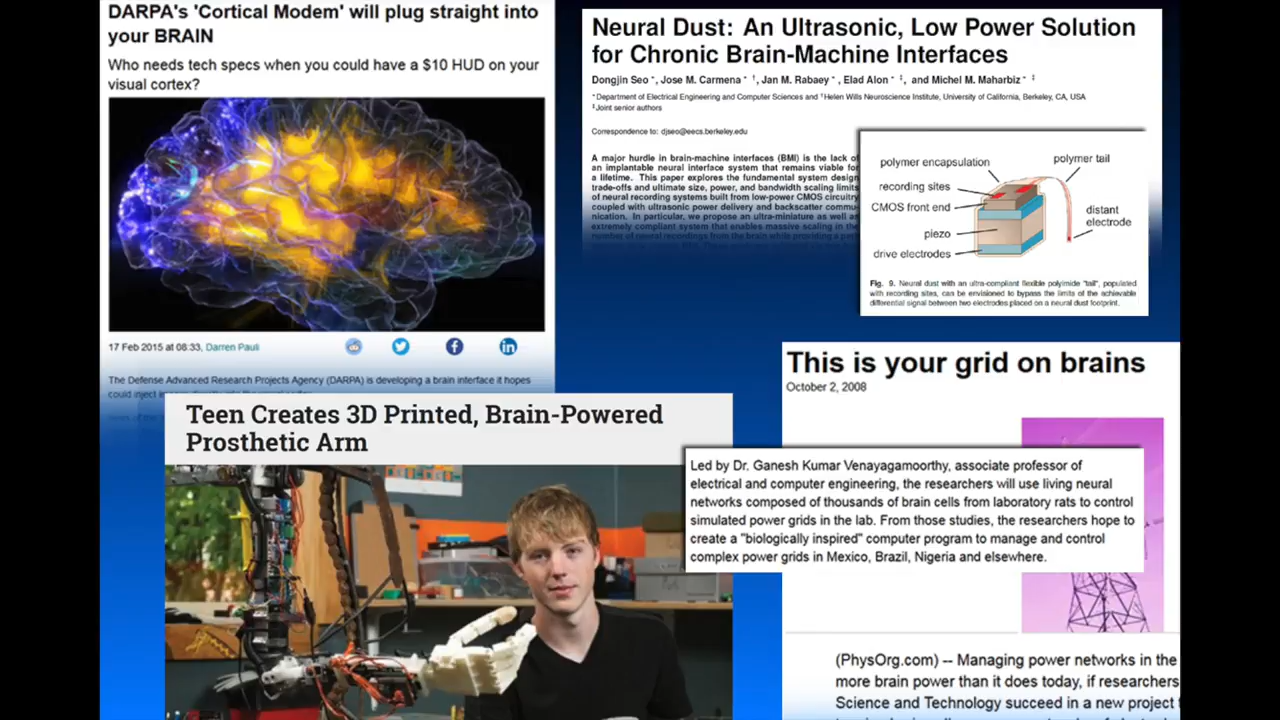 DARPA's 'Cortical Modem' will plug straight into
your BRAIN
Who needs tech specs when you could have a $10 HUD on your
visual cortex?
17 Feb 2015 at 08:33, Darren Pauli
The Defense Advanced Research Projects Agency (DARPA) is developing a brain interface it hopes
could inject
Neural Dust: An Ultrasonic, Low Power Solution
for Chronic Brain-Machine Interfaces
Dongjin Seo *, Jose M. Carmena * †, Jan M. Rabaey *, Elad Alon * ‡, and Michel M. Maharbiz * ‡
*Department of Electrical Engineering and Computer Sciences and †Helen Wills Neuroscience Institute, University of California, Berkeley, CA, USA
‡Joint senior authors
Correspondence to: djseo@eecs.berkeley.edu
A major hurdle in brain-machine interfaces (BMI) is the lack of
an implantable neural interface system that remains viable for
a lifetime. This paper explores the fundamental system design
trade-offs and ultimate size, power, and bandwidth scaling limits
of neural recording systems built from low-power CMOS circuitry
coupled with ultrasonic power delivery and backscatter commu-
nication. In particular, we propose an ultra-miniature as well as
extremely compliant system that enables massive scaling in the
number of neural recordings from the brain while providing a
polymer encapsulation
polymer tail
recording sites
CMOS front end
distant
electrode
piezo
drive electrodes
Fig. 9. Neural dust with an ultra-compliant flexible polyimide "tail", populated
with recording sites, can be envisioned to bypass the limits of the achievable
differential signal between two electrodes placed on a neural dust footprint.
Teen Creates 3D Printed, Brain-Powered
Prosthetic Arm
This is your grid on brains
October 2, 2008
Led by Dr. Ganesh Kumar Venayagamoorthy, associate professor of
electrical and computer engineering, the researchers will use living neural
networks composed of thousands of brain cells from laboratory rats to control
simulated power grids in the lab. From those studies, the researchers hope to
create a "biologically inspired" computer program to manage and control
complex power grids in Mexico, Brazil, Nigeria and elsewhere.
(PhysOrg.com) -- Managing power networks in the
more brain power than it does today, if researchers
Science and Technology succeed in a new project